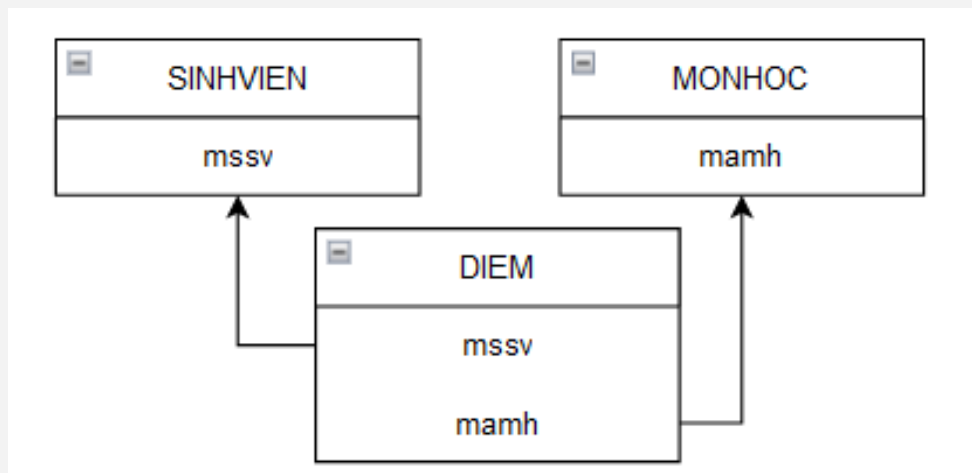 SINHVIEN
mssv
MONHOC
mamh
DIEM
mssv
mamh